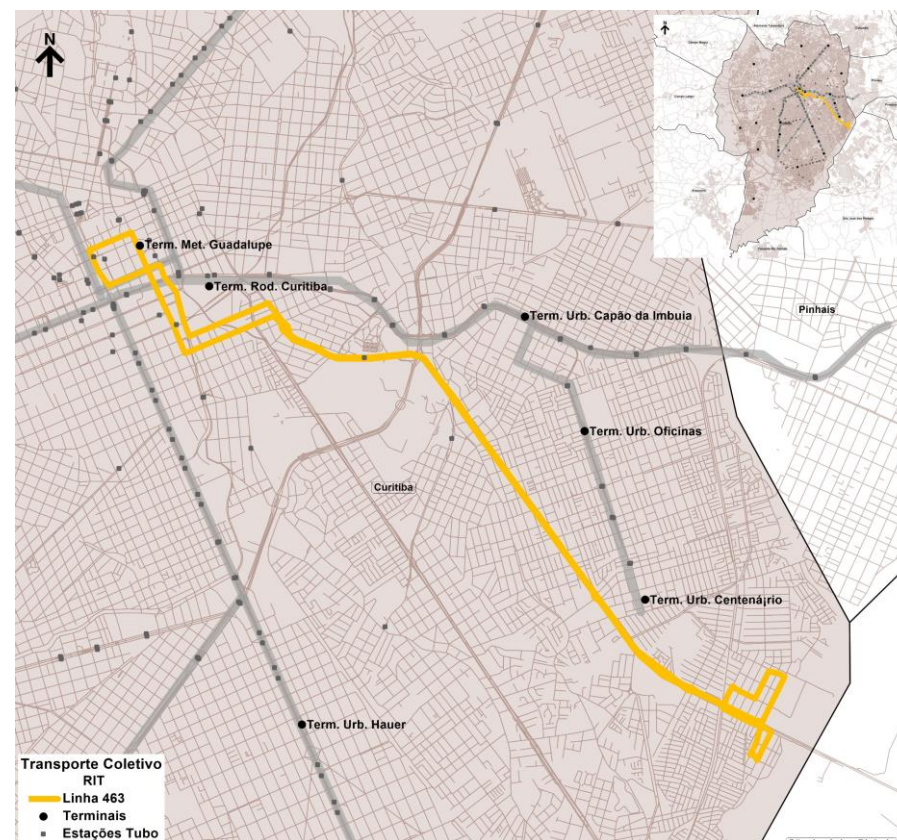 N
N
Term. Met. Guadalupe
Term. Rod. Curitiba
Term. Urb. Capão da Imbuia
Pinhais
Term. Urb. Oficinas
Curitiba
Term. Urb. Centená¡rio
Term. Urb. Hauer
Transporte Coletivo
RIT
Linha 463
Terminais
Estações Tubo